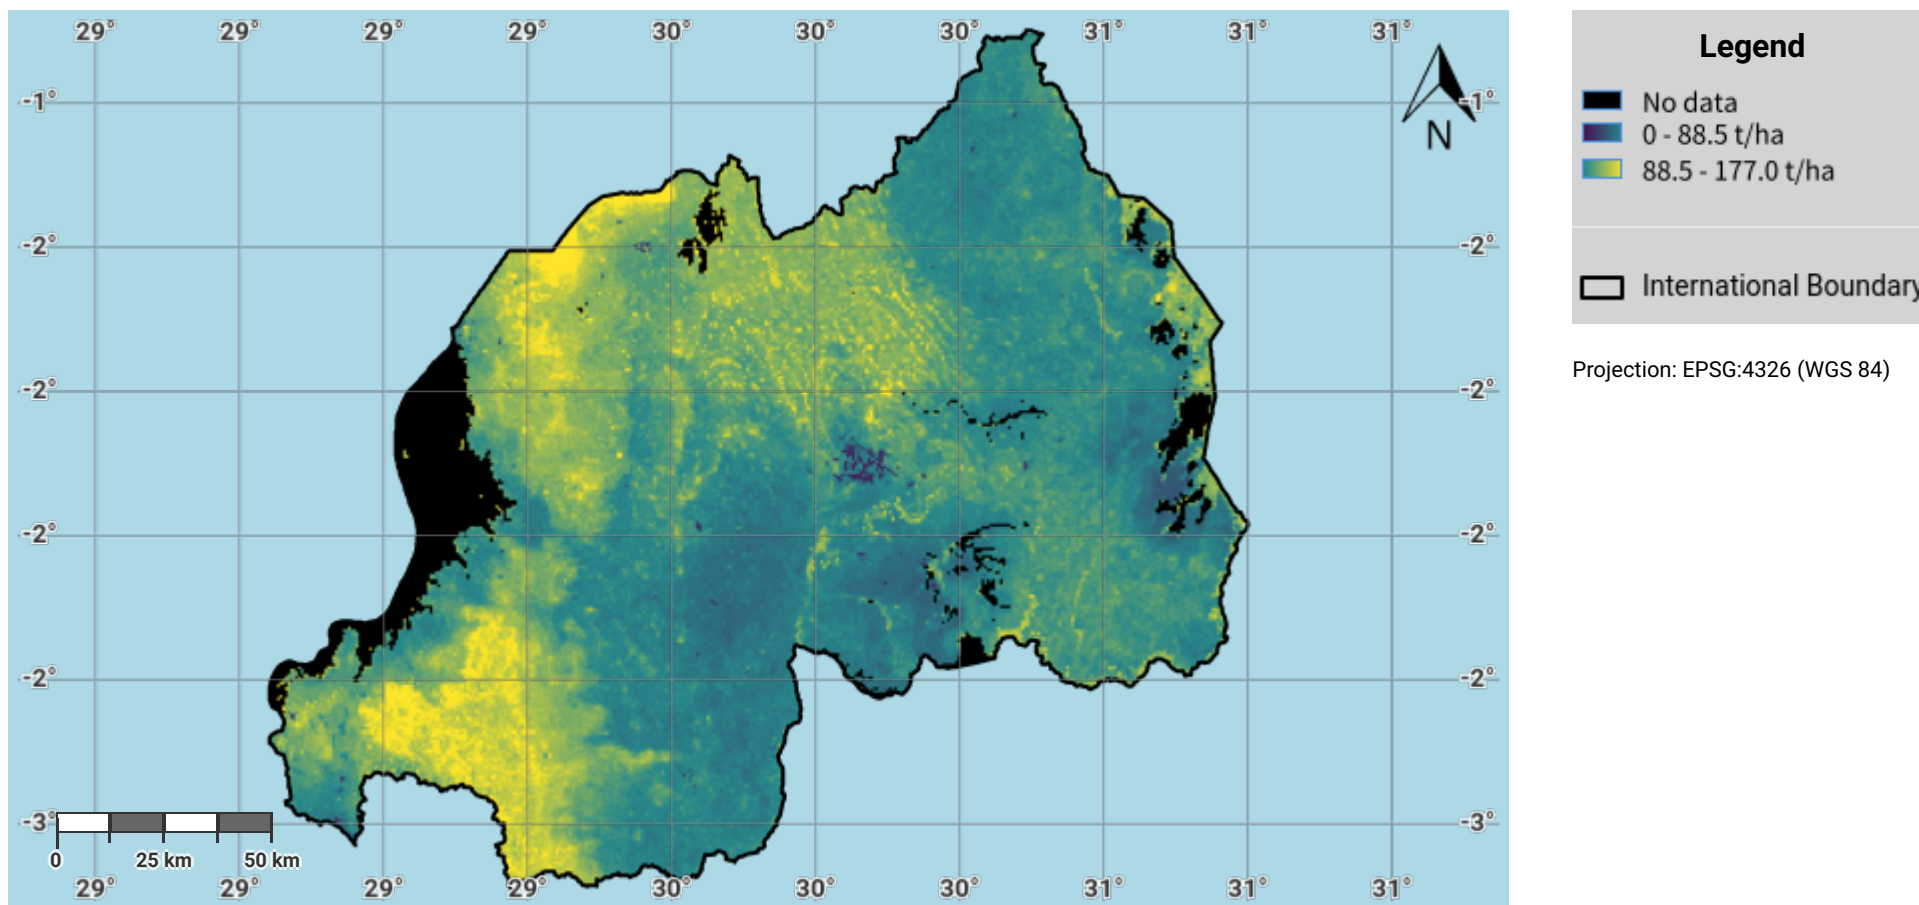 29° 29° 29° 29° 30° 30° 30° 31° 31° 31°
-1° -1°
N
-2° -2°
-2° -2°
-2° -2°
-2° -2°
-3° -3°
0 25 km 50 km
29° 29° 29° 29° 30° 30° 30° 31° 31° 31°
Legend
No data
0 - 88.5 t/ha
88.5 - 177.0 t/ha
International Boundary
Projection: EPSG:4326 (WGS 84)